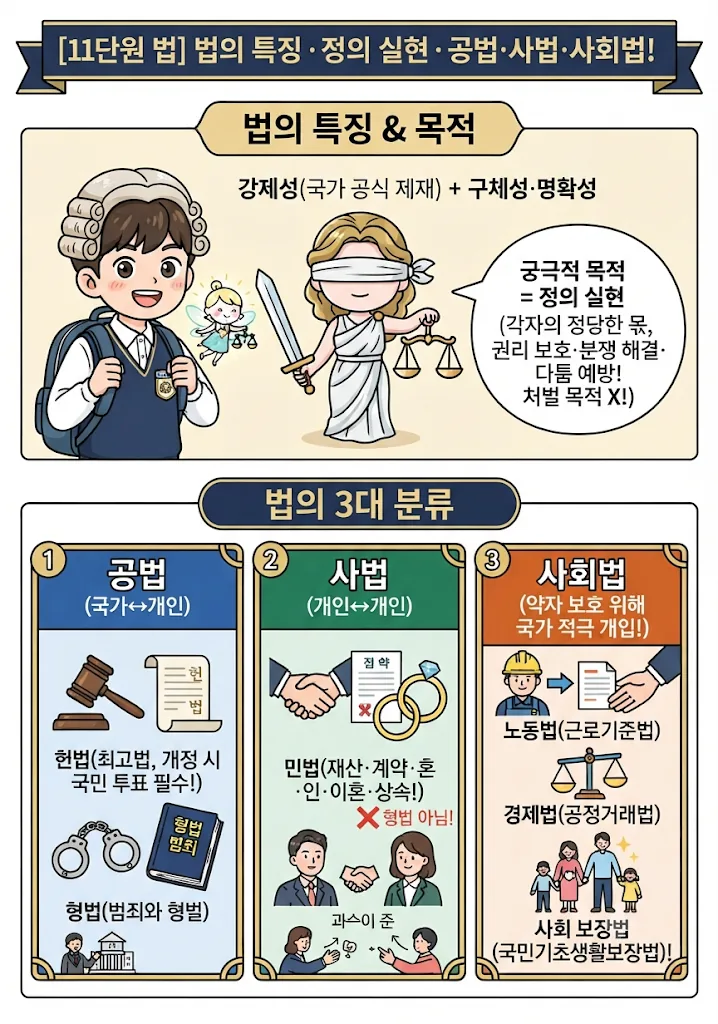 [11단원 법] 법의 특징·정의 실현·공법·사법·사회법!
법의 특징 & 목적
강제성(국가 공식 제재) + 구체성·명확성
궁극적 목적
= 정의 실현
(각자의 정당한 몫,
권리 보호·분쟁 해결·
다툼 예방!
처벌 목적 X!)
법의 3대 분류
1
공법
(국가↔개인)
헌
법
헌법(최고법, 개정 시
국민 투표 필수!)
형법
형법(범죄와 형벌)
2
사법
(개인↔개인)
민법(재산·계약·혼
·인·이혼·상속!)
❌ 형법 아님!
과스이 준
3
사회법
(약자 보호 위해
국가 적극 개입!)
노동법(근로기준법)
경제법(공정거래법)
사회 보장법
(국민기초생활보장법)!